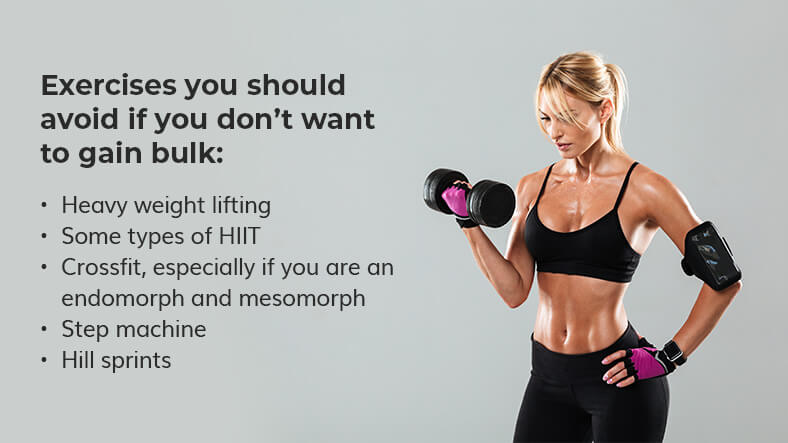 Exercises you should
avoid if you don’t want
to gain bulk:
• Heavy weight lifting
• Some types of HIIT
• Crossfit, especially if you are an
endomorph and mesomorph
• Step machine
• Hill sprints